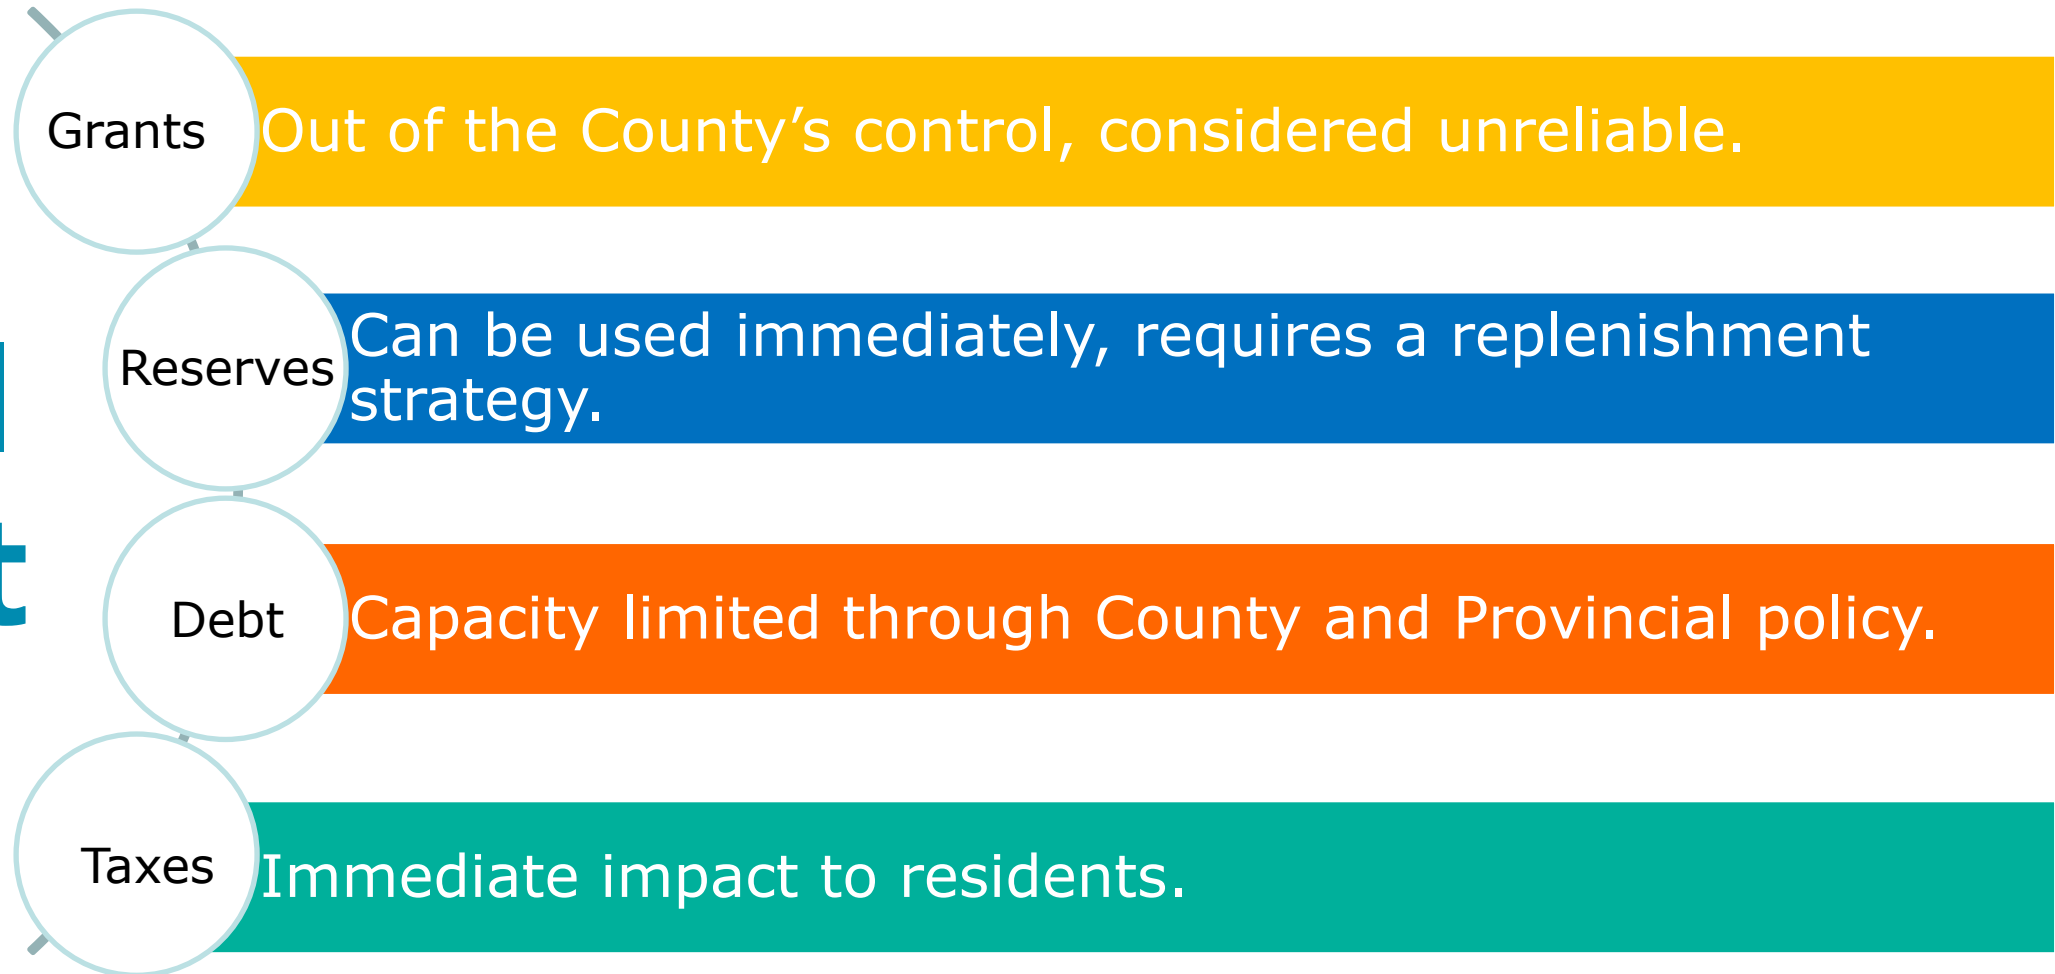 Grants
Out of the County’s control, considered unreliable.
Reserves
Can be used immediately, requires a replenishment
strategy.
Debt
Capacity limited through County and Provincial policy.
Taxes
Immediate impact to residents.
t